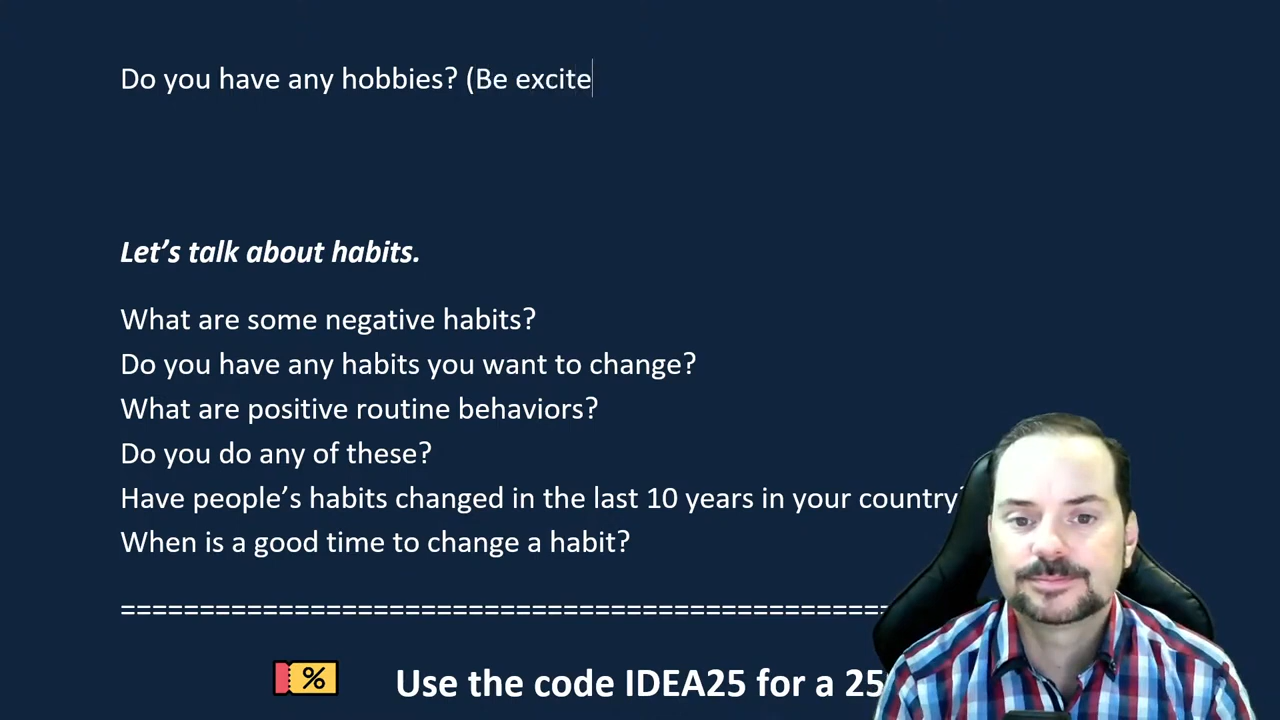 Do you have any hobbies? (Be excite
Let's talk about habits.
What are some negative habits?
Do you have any habits you want to change?
What are positive routine behaviors?
Do you do any of these?
Have people's habits changed in the last 10 years in your country?
When is a good time to change a habit?
=================================================
%
Use the code IDEA25 for a 25